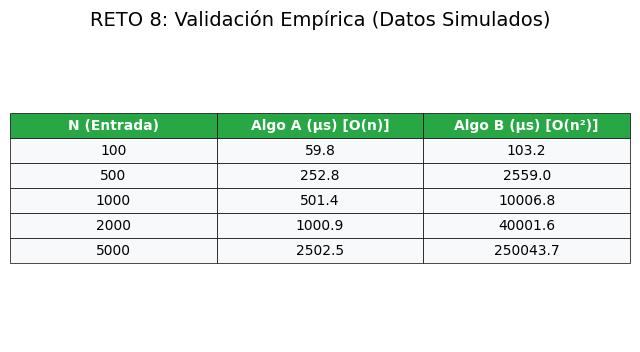 RETO 8: Validación Empírica (Datos Simulados)
N (Entrada) Algo A (µs) [O(n)] Algo B (µs) [O(n²)]
100 59.8 103.2
500 252.8 2559.0
1000 501.4 10006.8
2000 1000.9 40001.6
5000 2502.5 250043.7